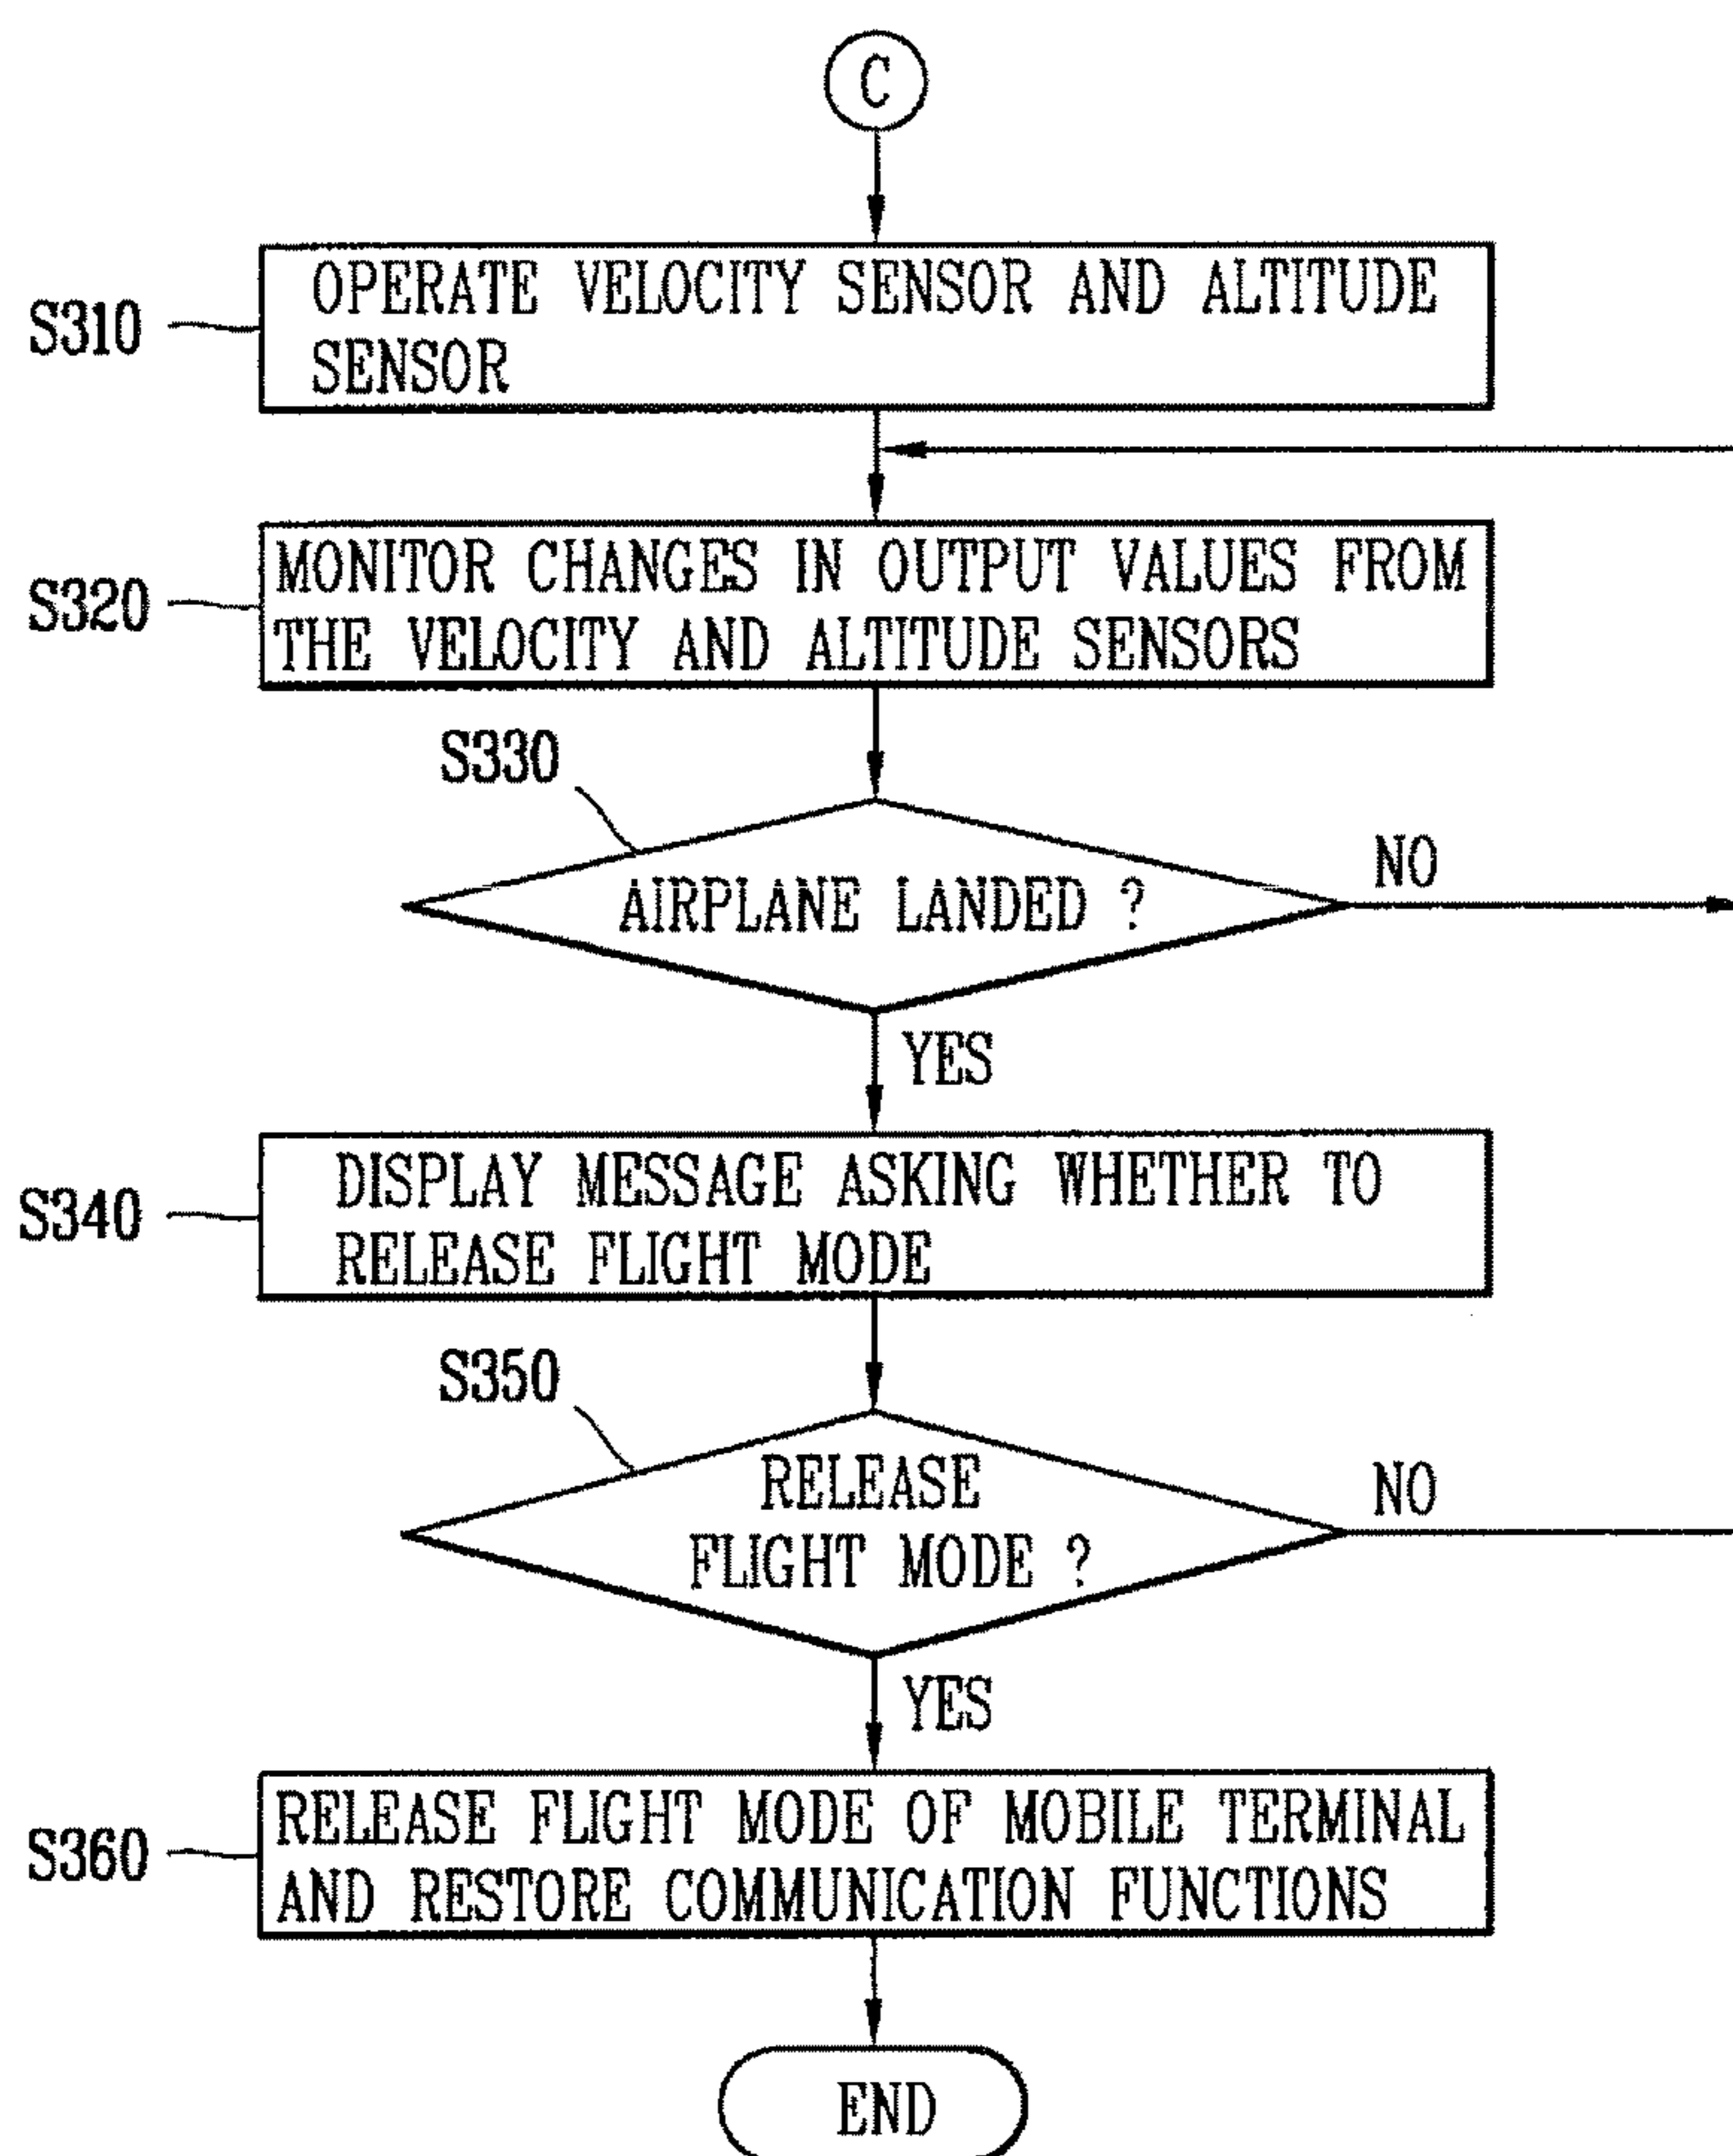 C
S310
OPERATE VELOCITY SENSOR AND ALTITUDE
SENSOR
S320
MONITOR CHANGES IN OUTPUT VALUES FROM
THE VELOCITY AND ALTITUDE SENSORS
S330
AIRPLANE LANDED ?
NO
YES
S340
DISPLAY MESSAGE ASKING WHETHER TO
RELEASE FLIGHT MODE
S350
RELEASE
FLIGHT MODE ?
NO
YES
S360
RELEASE FLIGHT MODE OF MOBILE TERMINAL
AND RESTORE COMMUNICATION FUNCTIONS
END